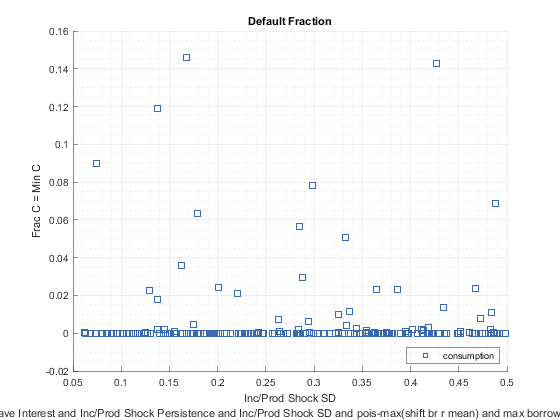 Default Fraction
0.16
0.14
0.12
0.1
0.08
0.06
0.04
0.02
0
-0.02
Frac C = Min C
consumption
0.05 0.1 0.15 0.2 0.25 0.3 0.35 0.4 0.45 0.5
Inc/Prod Shock SD
ave Interest and Inc/Prod Shock Persistence and Inc/Prod Shock SD and pois-max(shift br r mean) and max borrow